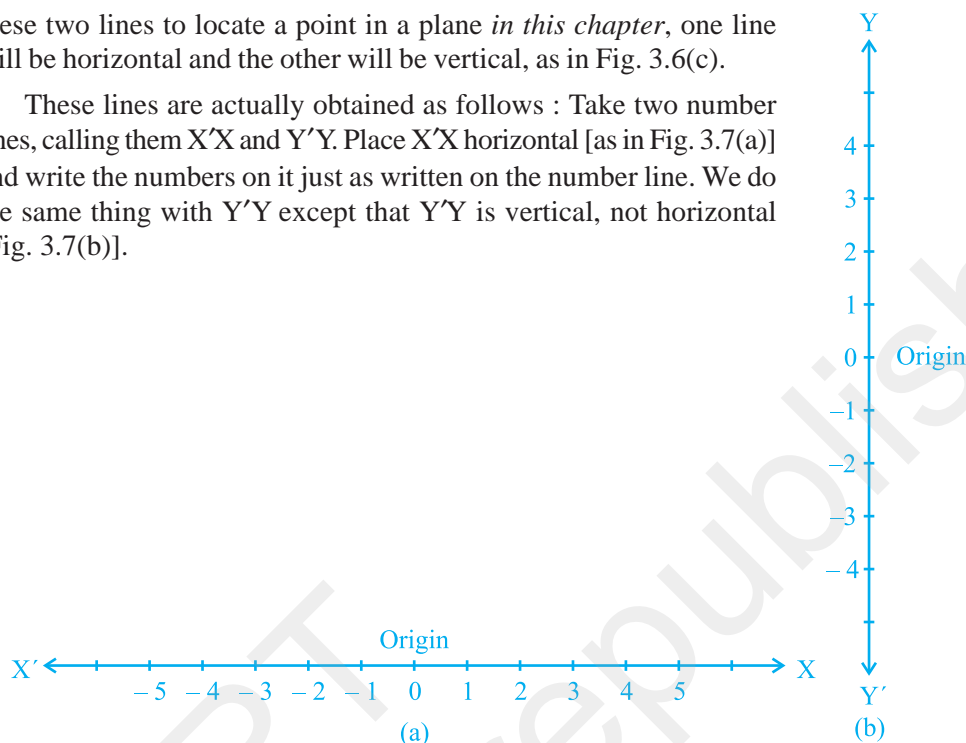 ese two lines to locate a point in a plane in this chapter, one line
ill be horizontal and the other will be vertical, as in Fig. 3.6(c).
These lines are actually obtained as follows : Take two number
nes, calling them X′X and Y′Y. Place X′X horizontal [as in Fig. 3.7(a)]
nd write the numbers on it just as written on the number line. We do
e same thing with Y′Y except that Y′Y is vertical, not horizontal
ig. 3.7(b)].
Y
4
3
2
1
0 Origin
–1
–2
–3
– 4
Y´
(b)
Origin
X´ X
– 5 – 4 – 3 – 2 – 1 0 1 2 3 4 5
(a)
republish